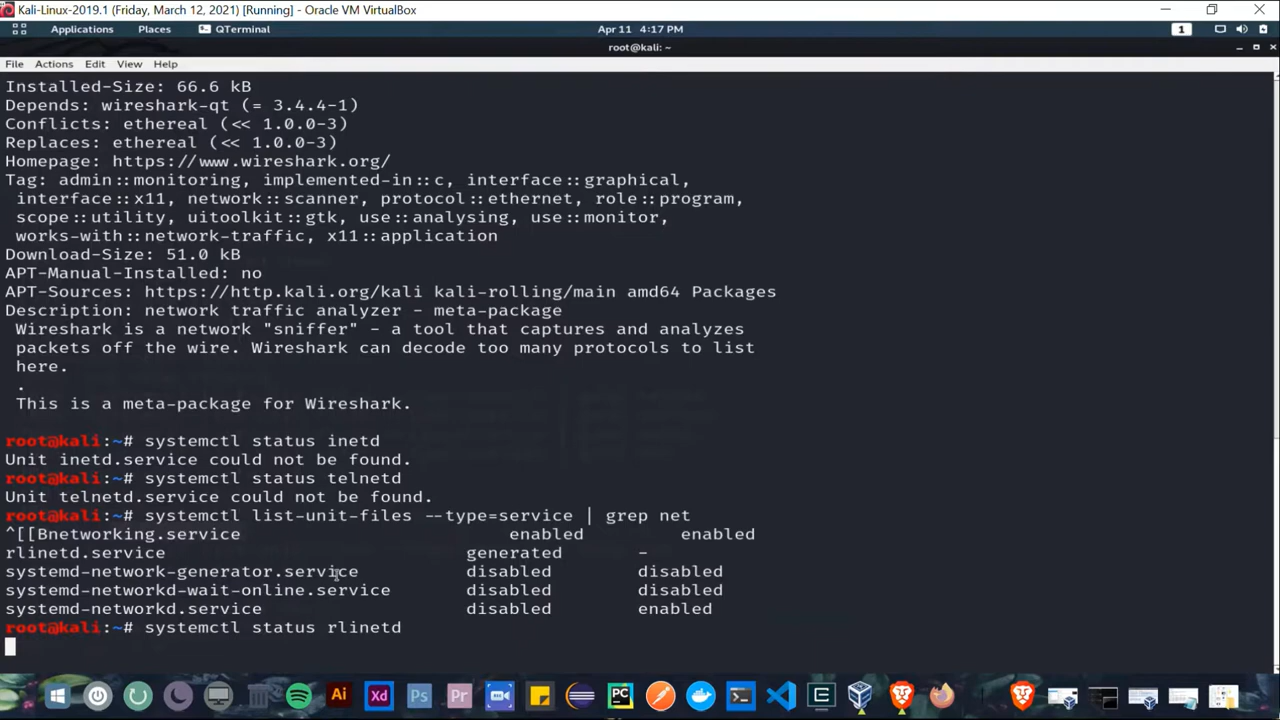 Kali-Linux-2019.1 (Friday, March 12, 2021) [Running] - Oracle VM VirtualBox
Applications Places QTerminal Apr 11 4:17 PM 1
root@kali: ~
File Actions Edit View Help
Installed-Size: 66.6 kB
Depends: wireshark-qt (= 3.4.4-1)
Conflicts: ethereal (<< 1.0.0-3)
Replaces: ethereal (<< 1.0.0-3)
Homepage: https://www.wireshark.org/
Tag: admin::monitoring, implemented-in::c, interface::graphical,
interface::x11, network::scanner, protocol::ethernet, role::program,
scope::utility, uitoolkit::gtk, use::analysing, use::monitor,
works-with::network-traffic, x11::application
Download-Size: 51.0 kB
APT-Manual-Installed: no
APT-Sources: https://http.kali.org/kali kali-rolling/main amd64 Packages
Description: network traffic analyzer - meta-package
Wireshark is a network "sniffer" - a tool that captures and analyzes
packets off the wire. Wireshark can decode too many protocols to list
here.
.
This is a meta-package for Wireshark.
root@kali:~# systemctl status inetd
Unit inetd.service could not be found.
root@kali:~# systemctl status telnetd
Unit telnetd.service could not be found.
root@kali:~# systemctl list-unit-files --type=service | grep net
^[[Bnetworking.service enabled enabled
rlinetd.service generated -
systemd-network-generator.service disabled disabled
systemd-networkd-wait-online.service disabled disabled
systemd-networkd.service disabled enabled
root@kali:~# systemctl status rlinetd
Ai Xd Ps Pr PC